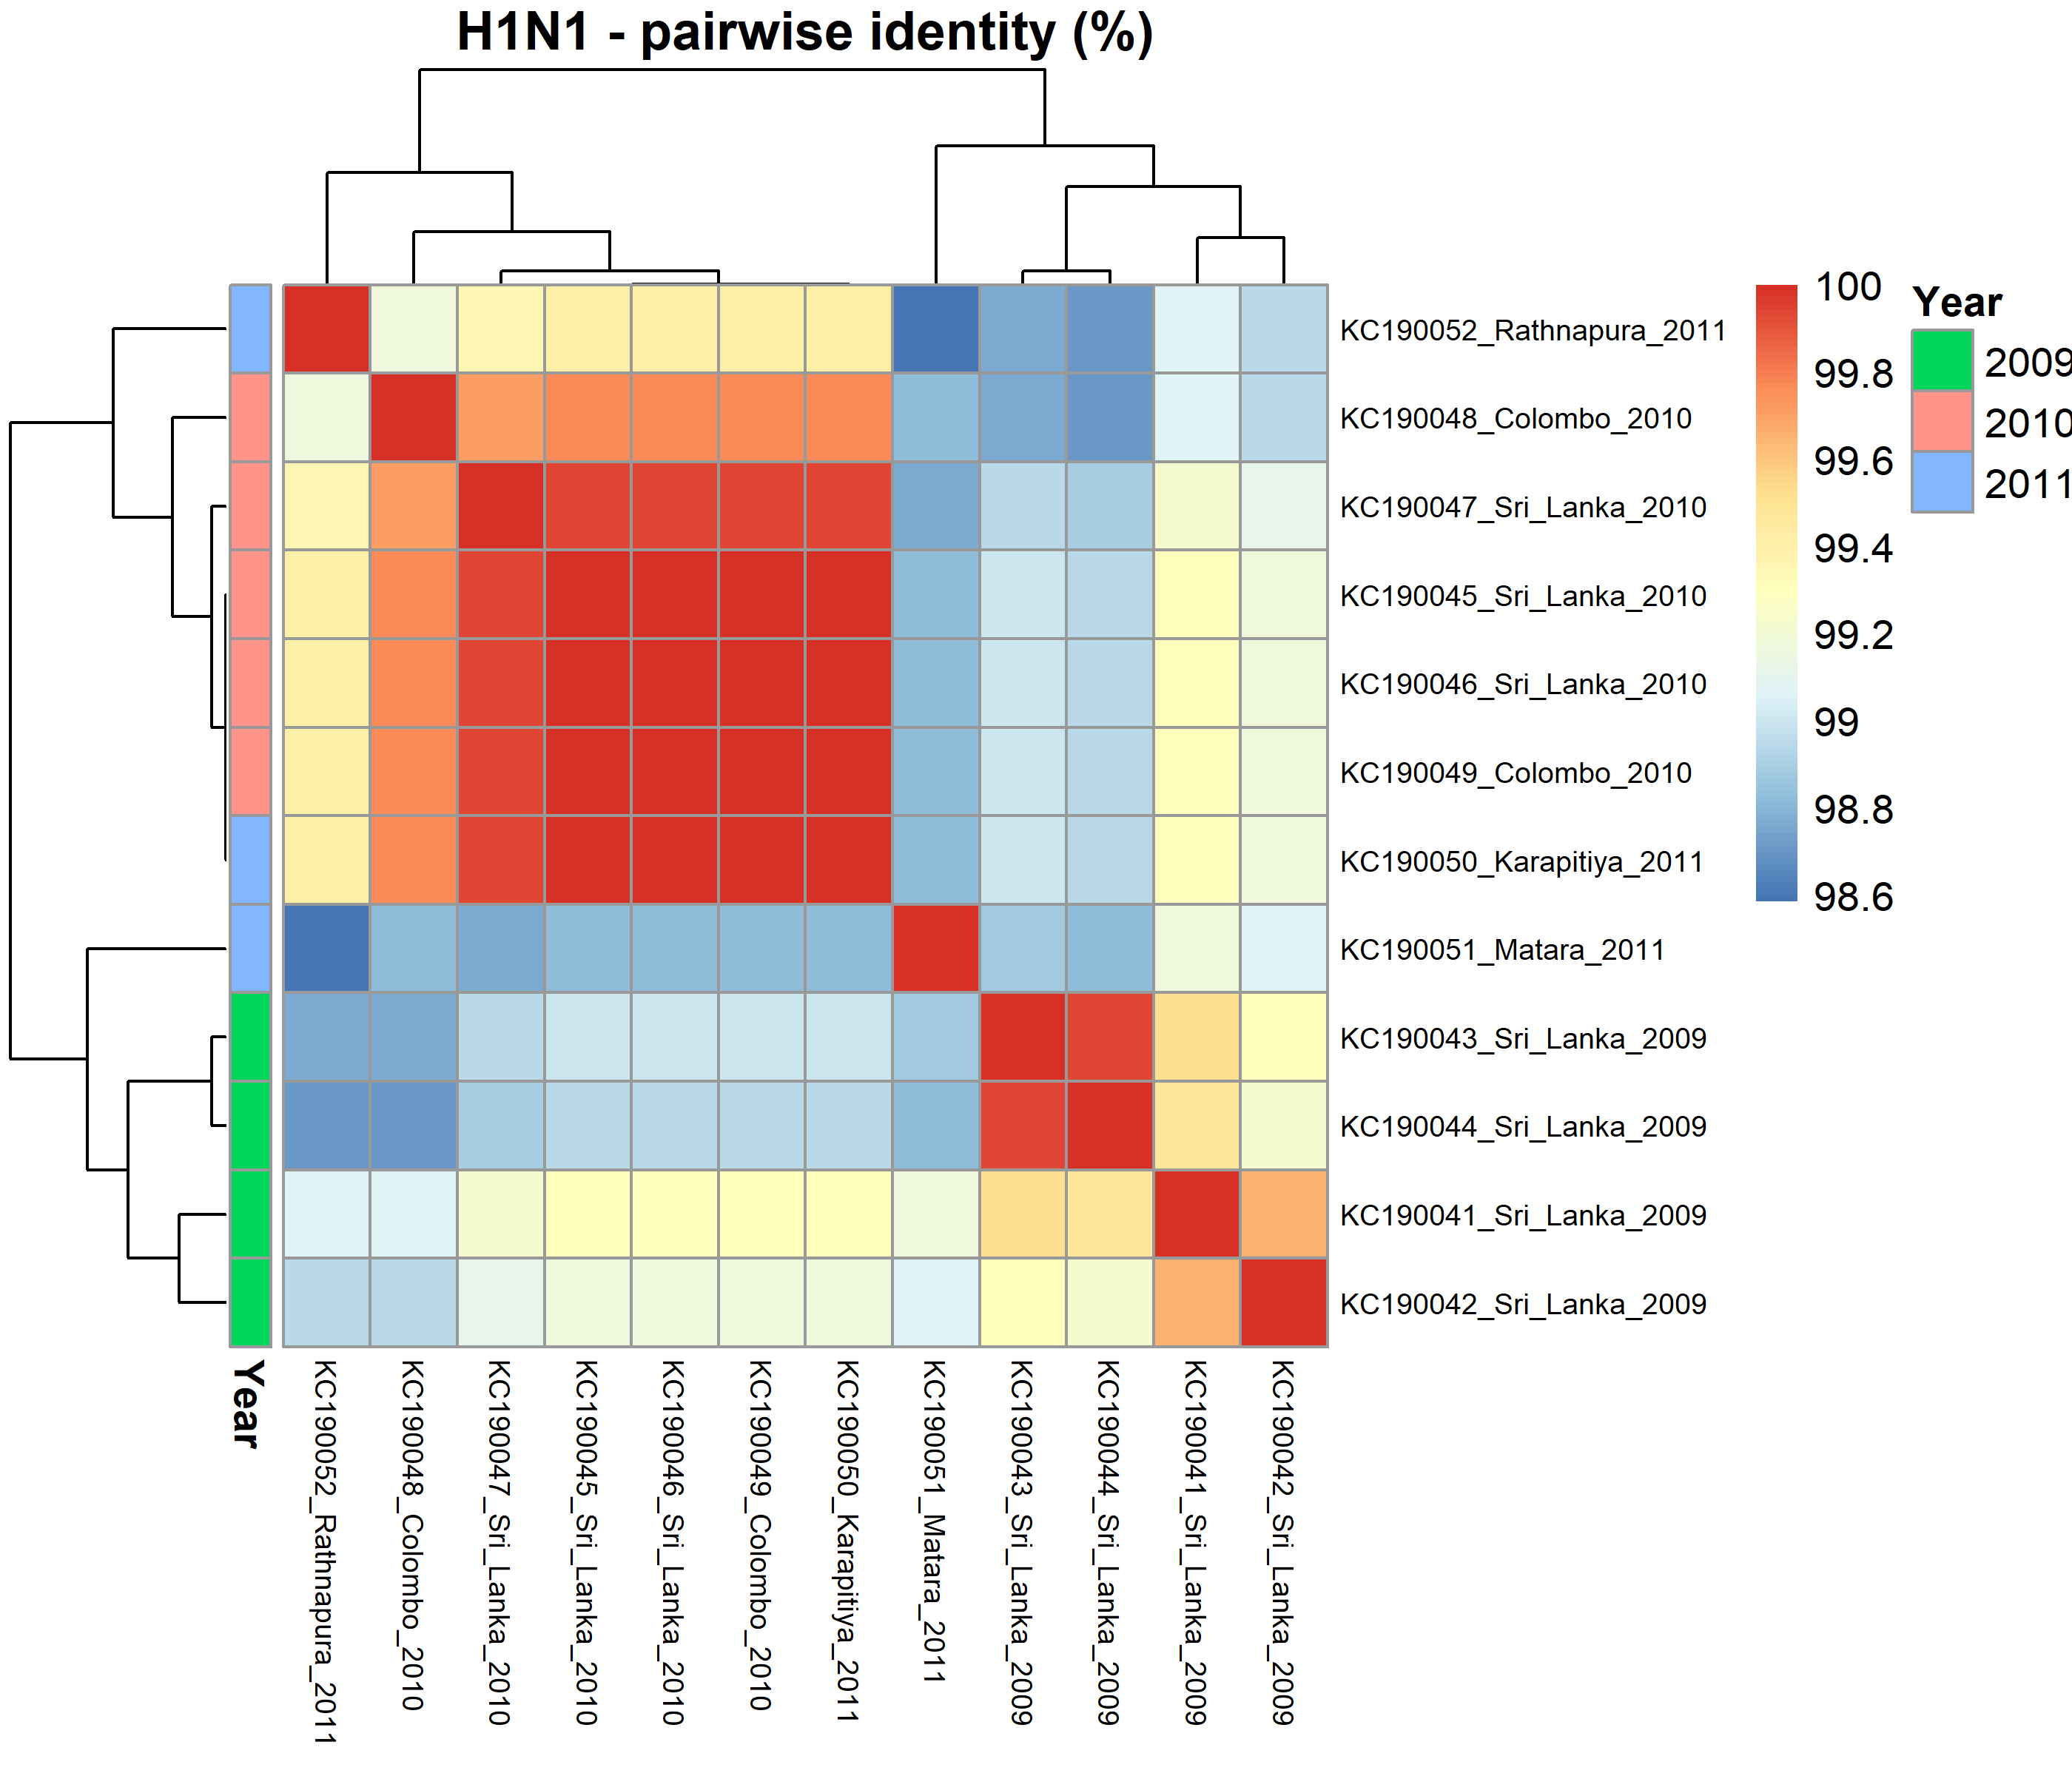 H1N1 - pairwise identity (%)
KC190052_Rathnapura_2011
KC190048_Colombo_2010
KC190047_Sri_Lanka_2010
KC190045_Sri_Lanka_2010
KC190046_Sri_Lanka_2010
KC190049_Colombo_2010
KC190050_Karapitiya_2011
KC190051_Matara_2011
KC190043_Sri_Lanka_2009
KC190044_Sri_Lanka_2009
KC190041_Sri_Lanka_2009
KC190042_Sri_Lanka_2009
100
99.8
99.6
99.4
99.2
99
98.8
98.6
Year
2009
2010
2011
Year
KC190052_Rathnapura_2011
KC190048_Colombo_2010
KC190047_Sri_Lanka_2010
KC190045_Sri_Lanka_2010
KC190046_Sri_Lanka_2010
KC190049_Colombo_2010
KC190050_Karapitiya_2011
KC190051_Matara_2011
KC190043_Sri_Lanka_2009
KC190044_Sri_Lanka_2009
KC190041_Sri_Lanka_2009
KC190042_Sri_Lanka_2009